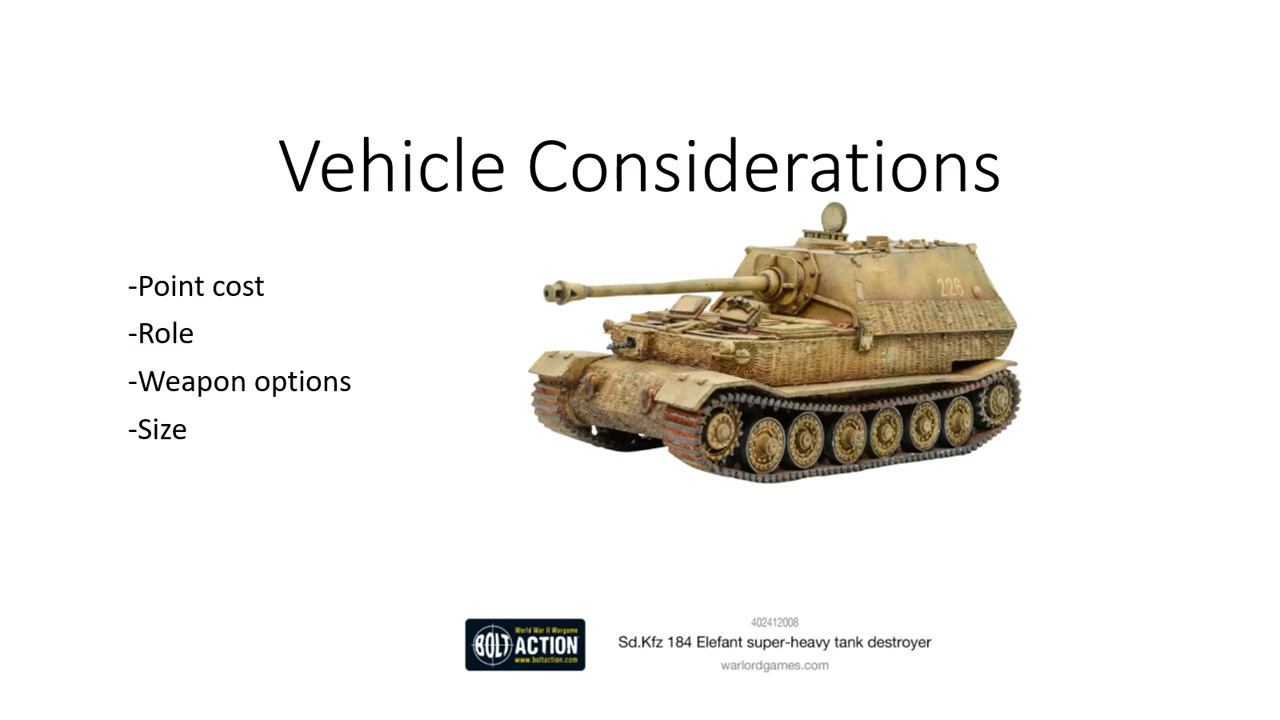 Vehicle Considerations
-Point cost
-Role
-Weapon options
-Size
226
World War II Wargame
BOLT ACTION
www.boltaction.com
402412008
Sd.Kfz 184 Elefant super-heavy tank destroyer
warlordgames.com